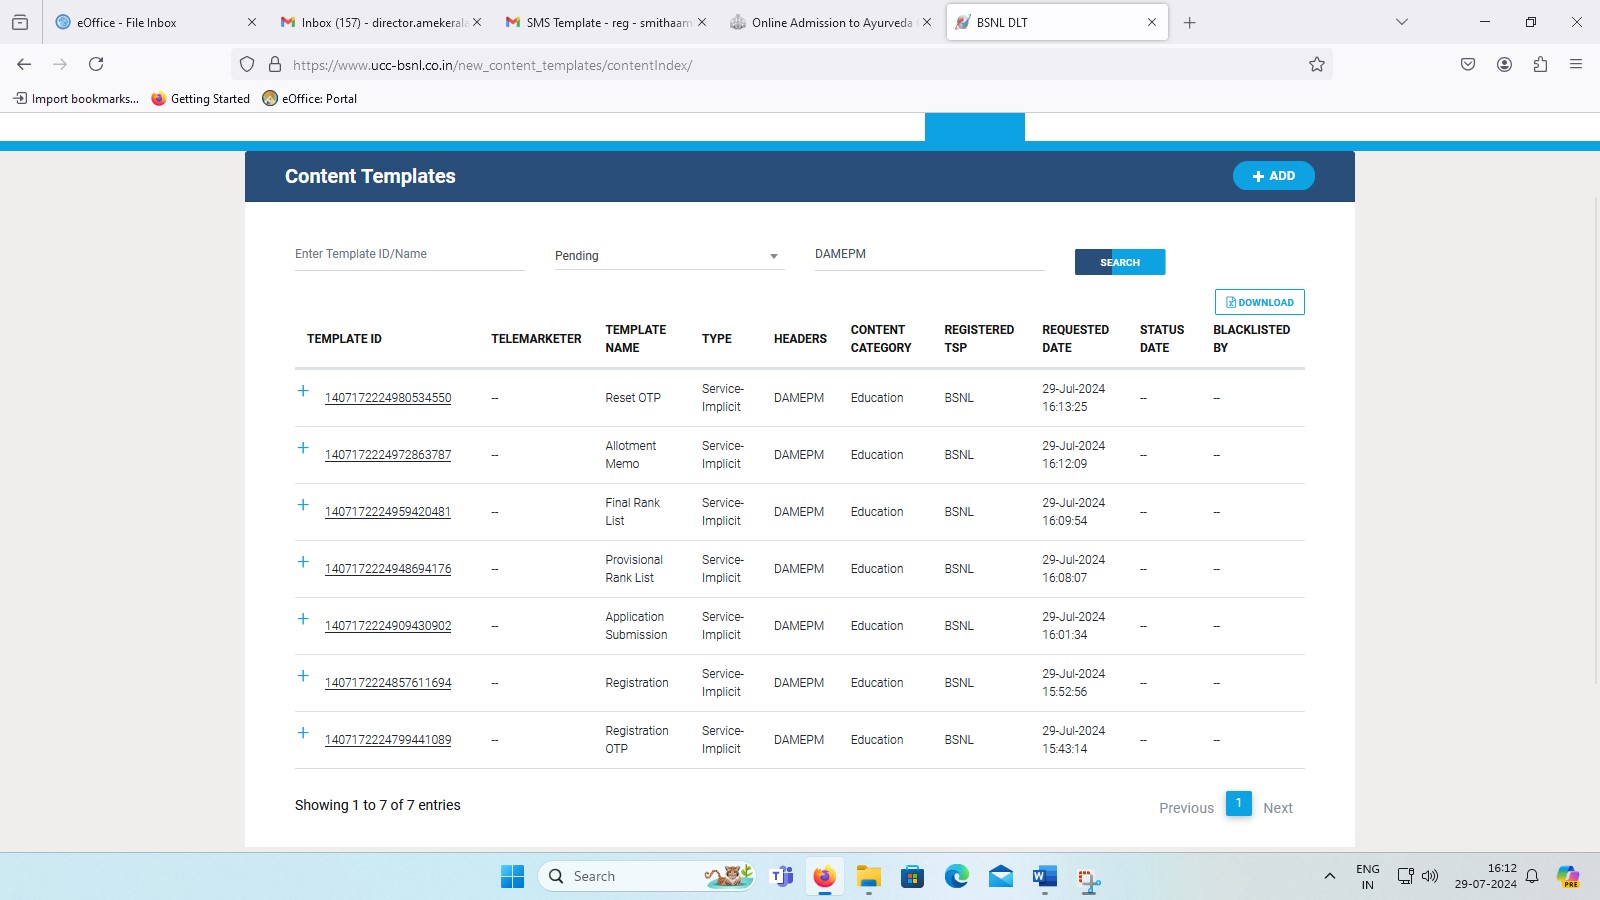 eOffice - File Inbox
Inbox (157) - director.amekerala
SMS Template - reg - smithaam
Online Admission to Ayurveda
BSNL DLT
https://www.ucc-bsnl.co.in/new_content_templates/contentIndex/
Import bookmarks...
Getting Started
eOffice: Portal
Content Templates
ADD
Enter Template ID/Name
Pending
DAMEPM
SEARCH
DOWNLOAD
TEMPLATE ID TELEMARKETER TEMPLATE NAME TYPE HEADERS CONTENT CATEGORY REGISTERED TSP REQUESTED DATE STATUS DATE BLACKLISTED BY
1407172224980534550 -- Reset OTP Service-Implicit DAMEPM Education BSNL 29-Jul-2024 16:13:25 -- --
1407172224972863787 -- Allotment Memo Service-Implicit DAMEPM Education BSNL 29-Jul-2024 16:12:09 -- --
1407172224959420481 -- Final Rank List Service-Implicit DAMEPM Education BSNL 29-Jul-2024 16:09:54 -- --
1407172224948694176 -- Provisional Rank List Service-Implicit DAMEPM Education BSNL 29-Jul-2024 16:08:07 -- --
1407172224909430902 -- Application Submission Service-Implicit DAMEPM Education BSNL 29-Jul-2024 16:01:34 -- --
1407172224857611694 -- Registration Service-Implicit DAMEPM Education BSNL 29-Jul-2024 15:52:56 -- --
1407172224799441089 -- Registration OTP Service-Implicit DAMEPM Education BSNL 29-Jul-2024 15:43:14 -- --
Showing 1 to 7 of 7 entries
Previous 1 Next
Search
ENG
IN
16:12
29-07-2024
PRE